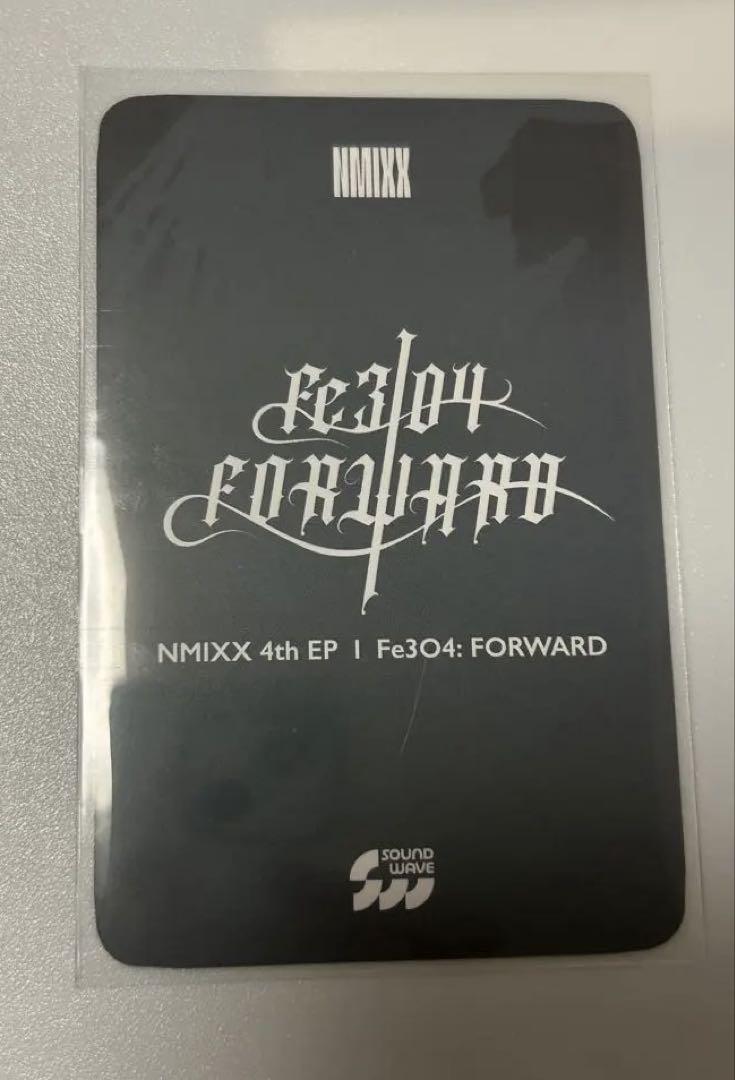 NMIXX
Fe3O4
FORWARD
NMIXX 4th EP | Fe3O4: FORWARD
SOUND
WAVE